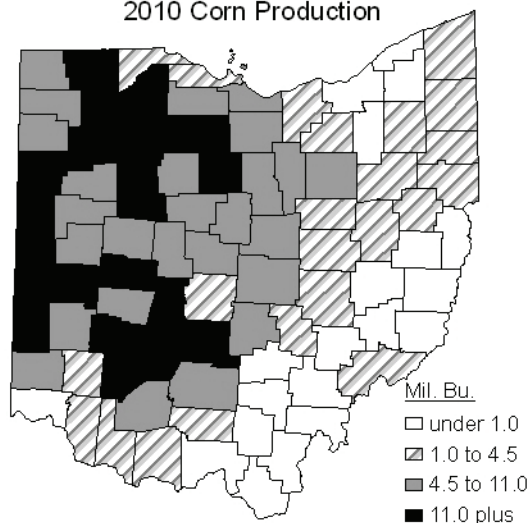 2010 Corn Production
Mil. Bu.
under 1.0
1.0 to 4.5
4.5 to 11.0
11.0 plus